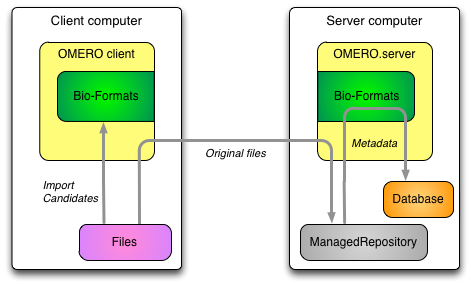 Client computer
OMERO client
Bio-Formats
Import
Candidates
Files
Original files
Server computer
OMERO.server
Bio-Formats
Metadata
Database
ManagedRepository